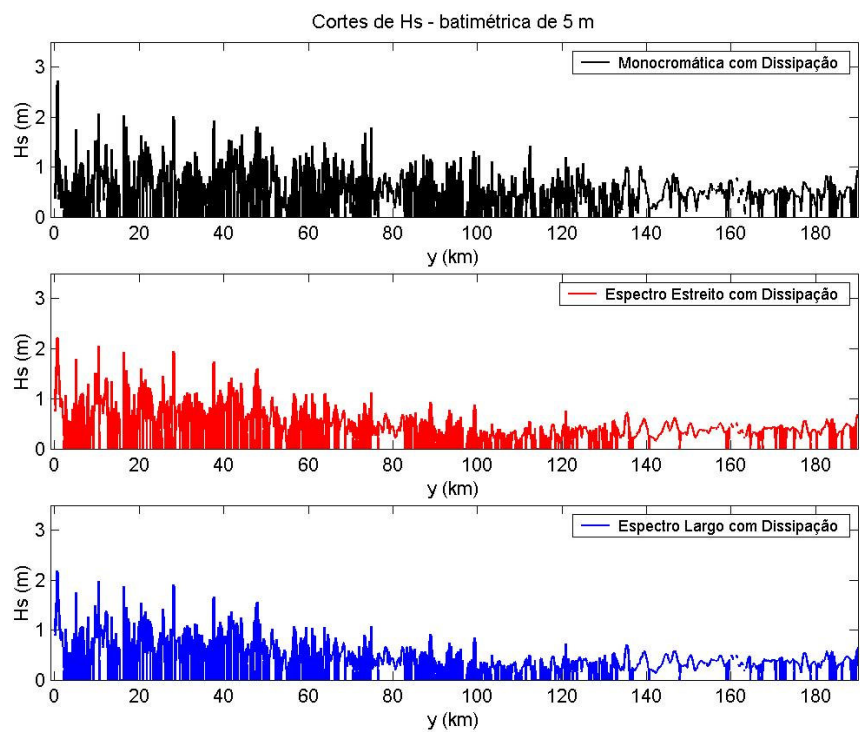 Cortes de Hs - batimétrica de 5 m
Monocromática com Dissipação
Hs (m)
3
2
1
0
0 20 40 60 80 100 120 140 160 180
y (km)
Espectro Estreito com Dissipação
Hs (m)
3
2
1
0
0 20 40 60 80 100 120 140 160 180
y (km)
Espectro Largo com Dissipação
Hs (m)
3
2
1
0
0 20 40 60 80 100 120 140 160 180
y (km)